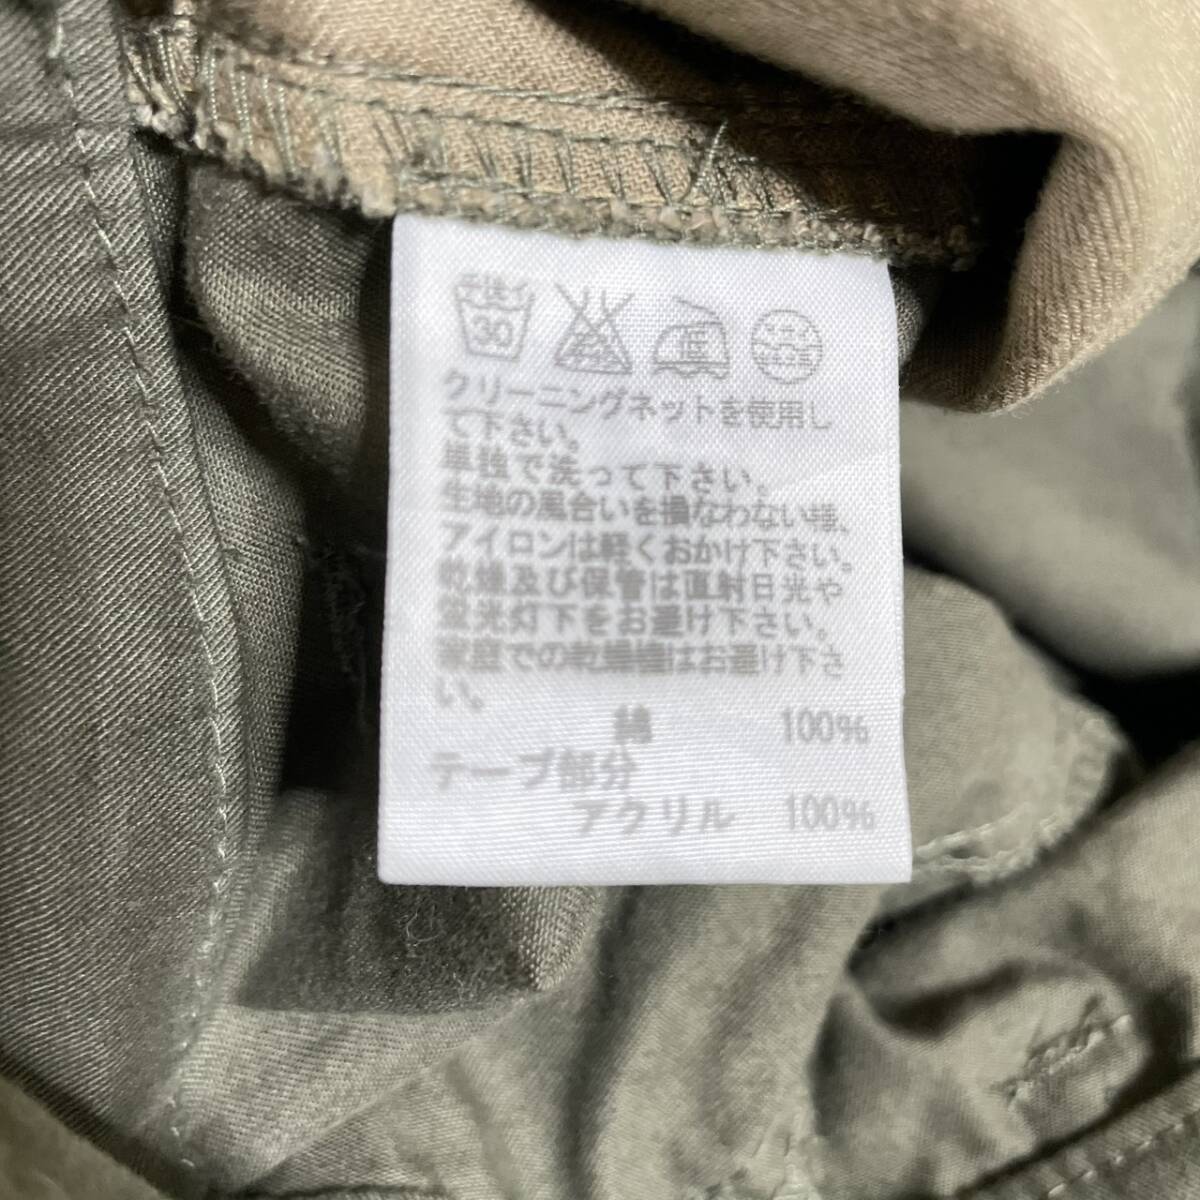 手洗イ
30
クリーニングネットを使用し
て下さい。
単独で洗って下さい。
生地の風合いを損なわない様、
アイロンは軽くおかけ下さい。
乾燥及び保管は直射日光や
蛍光灯下をお避け下さい。
家庭での乾燥機はお避け下さ
い。
綿 100%
テープ部分
アクリル 100%